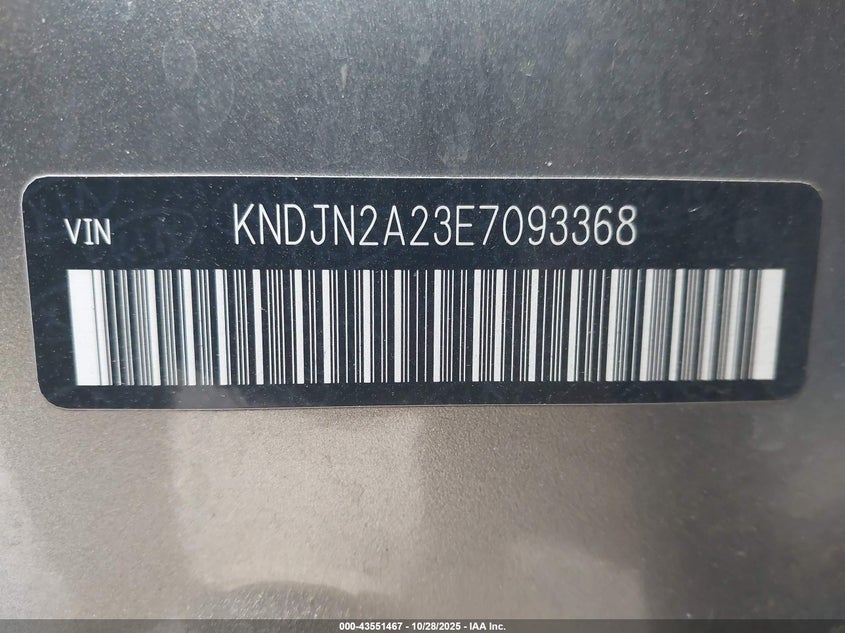 VIN KNDJN2A23E7093368
000-43551467 - 10/28/2025 - IAA Inc.